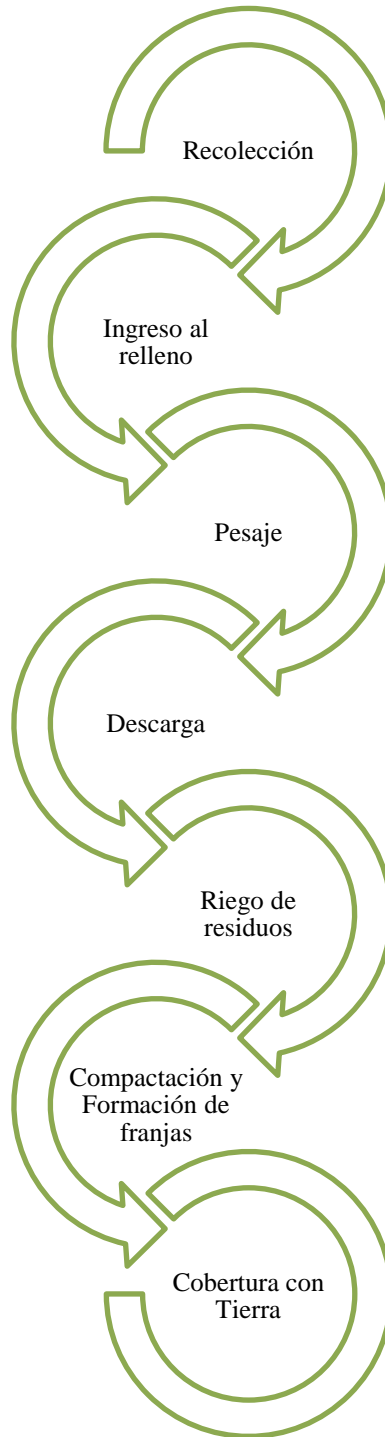 Recolección
Ingreso al
relleno
Pesaje
Descarga
Riego de
residuos
Compactación y
Formación de
franjas
Cobertura con
Tierra